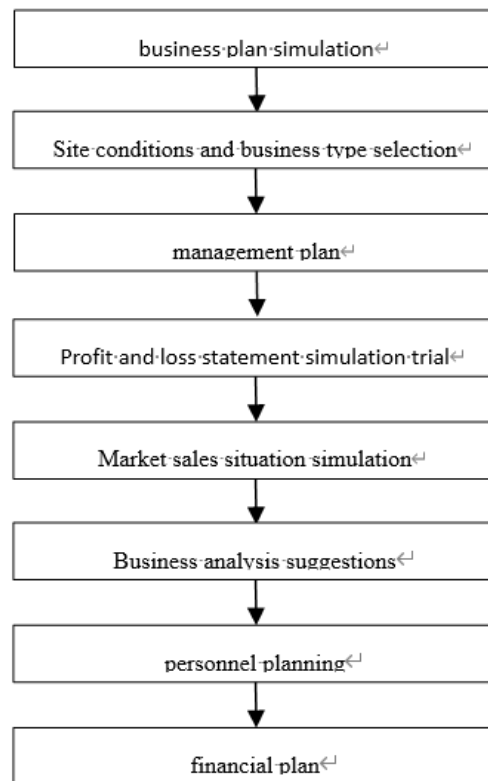 business plan simulation
Site conditions and business type selection
management plan
Profit and loss statement simulation trial
Market sales situation simulation
Business analysis suggestions
personnel planning
financial plan